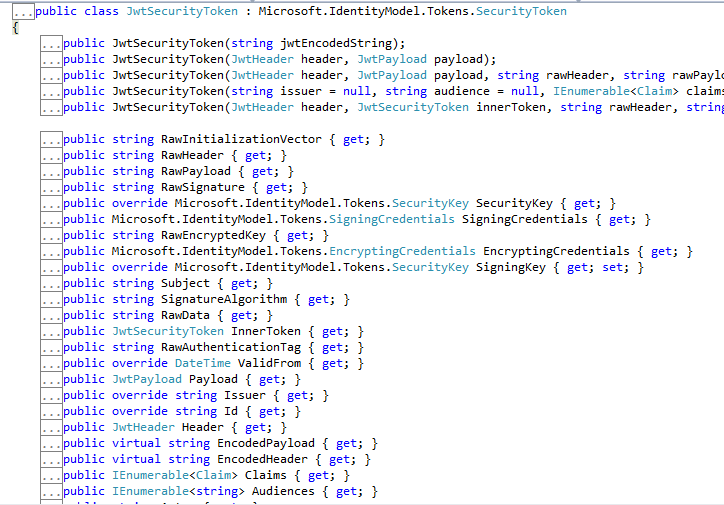 ...public class JwtSecurityToken : Microsoft.IdentityModel.Tokens.SecurityToken
{
...public JwtSecurityToken(string jwtEncodedString);
...public JwtSecurityToken(JwtHeader header, JwtPayload payload);
...public JwtSecurityToken(JwtHeader header, JwtPayload payload, string rawHeader, string rawPaylo
...public JwtSecurityToken(string issuer = null, string audience = null, IEnumerable<Claim> claims
...public JwtSecurityToken(JwtHeader header, JwtSecurityToken innerToken, string rawHeader, string
...public string RawInitializationVector { get; }
...public string RawHeader { get; }
...public string RawPayload { get; }
...public string RawSignature { get; }
...public override Microsoft.IdentityModel.Tokens.SecurityKey SecurityKey { get; }
...public Microsoft.IdentityModel.Tokens.SigningCredentials SigningCredentials { get; }
...public string RawEncryptedKey { get; }
...public Microsoft.IdentityModel.Tokens.EncryptingCredentials EncryptingCredentials { get; }
...public override Microsoft.IdentityModel.Tokens.SecurityKey SigningKey { get; set; }
...public string Subject { get; }
...public string SignatureAlgorithm { get; }
...public string RawData { get; }
...public JwtSecurityToken InnerToken { get; }
...public string RawAuthenticationTag { get; }
...public override DateTime ValidFrom { get; }
...public JwtPayload Payload { get; }
...public override string Issuer { get; }
...public override string Id { get; }
...public JwtHeader Header { get; }
...public virtual string EncodedPayload { get; }
...public virtual string EncodedHeader { get; }
...public IEnumerable<Claim> Claims { get; }
...public IEnumerable<string> Audiences { get; }